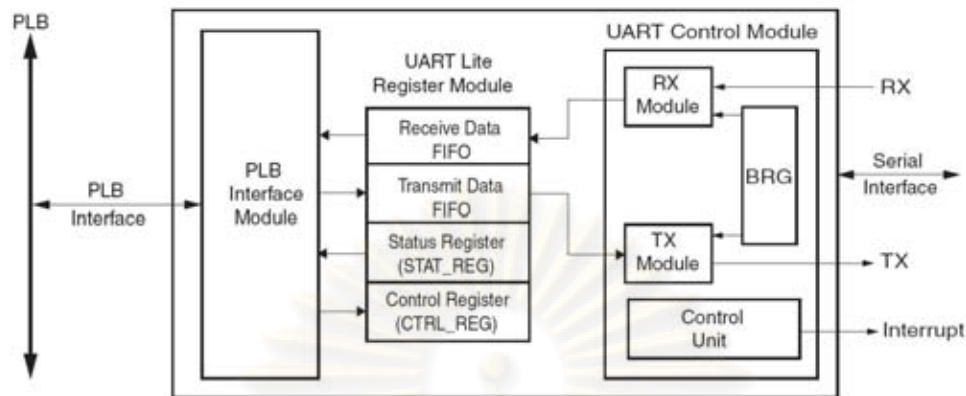 PLB
PLB
Interface
PLB
Interface
Module
UART Lite
Register Module
Receive Data
FIFO
Transmit Data
FIFO
Status Register
(STAT_REG)
Control Register
(CTRL_REG)
UART Control Module
RX
Module
BRG
TX
Module
Control
Unit
RX
Serial
Interface
TX
Interrupt